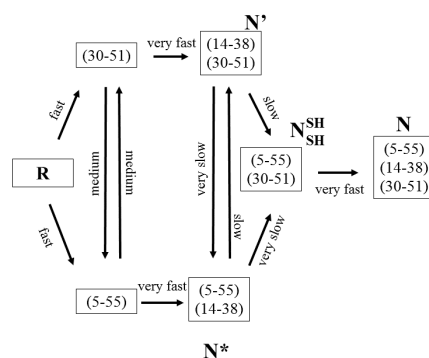 N’
(30-51)
very fast
(14-38)
(30-51)
fast
slow
N SH SH
N
R
medium
medium
very slow
slow
(5-55)
(30-51)
very fast
(5-55)
(14-38)
(30-51)
fast
very slow
(5-55)
very fast
(5-55)
(14-38)
N*